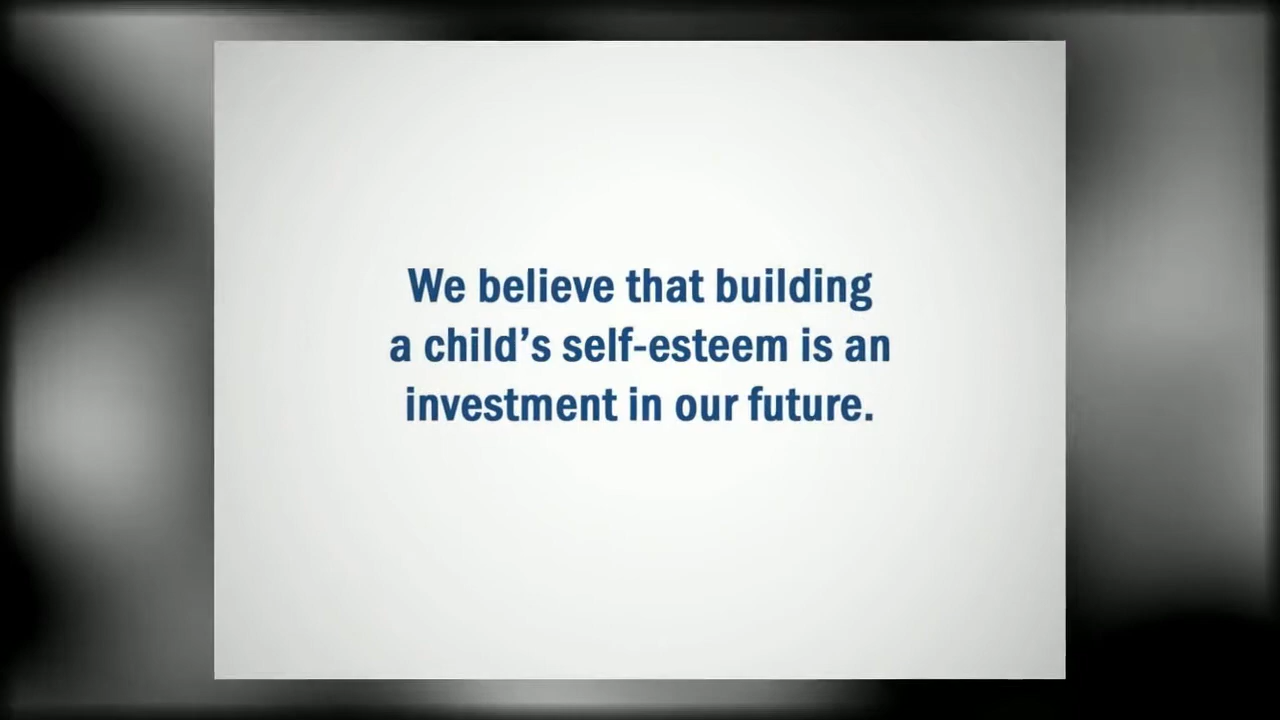 We believe that building
a child’s self-esteem is an
investment in our future.